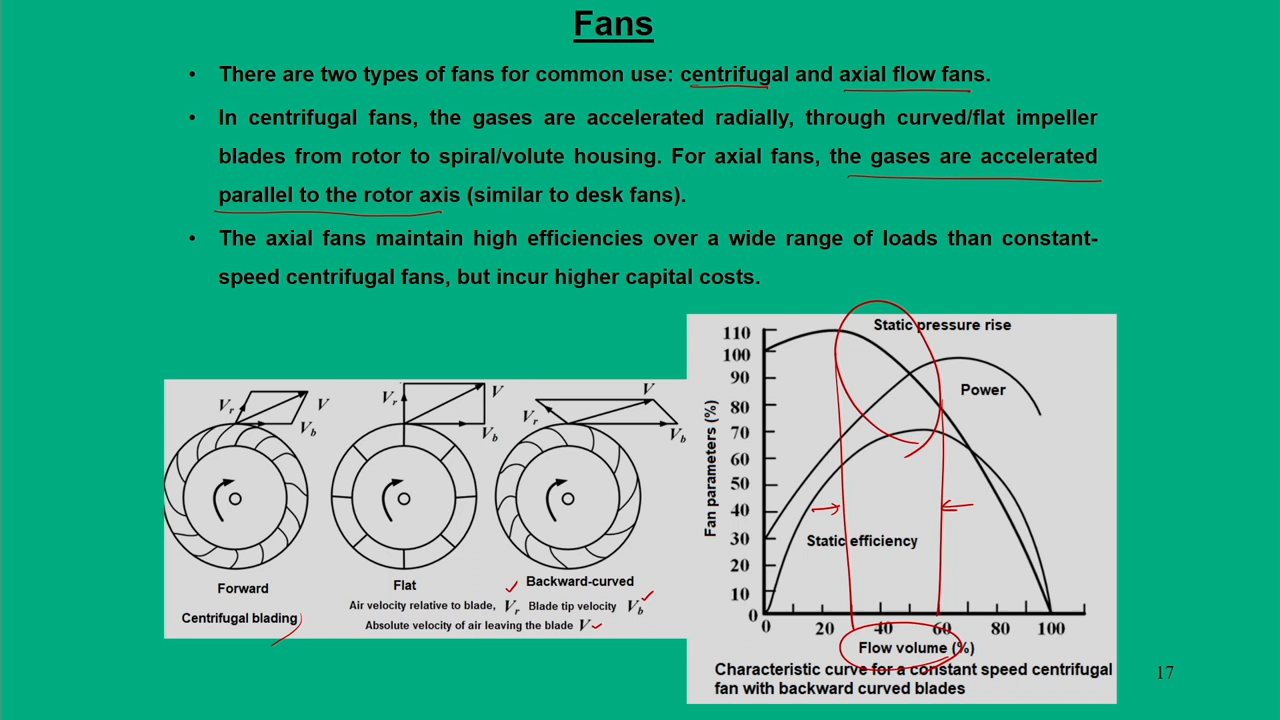 Fans
• There are two types of fans for common use: centrifugal and axial flow fans.
• In centrifugal fans, the gases are accelerated radially, through curved/flat impeller
blades from rotor to spiral/volute housing. For axial fans, the gases are accelerated
parallel to the rotor axis (similar to desk fans).
• The axial fans maintain high efficiencies over a wide range of loads than constant-
speed centrifugal fans, but incur higher capital costs.
Vr V Vb
Vr V Vb
Vr V Vb
Forward
Flat
Backward-curved
Centrifugal blading
Air velocity relative to blade, Vr Blade tip velocity Vb
Absolute velocity of air leaving the blade V
Static pressure rise
Power
Static efficiency
Fan parameters (%)
110
100
90
80
70
60
50
40
30
20
10
0
0 20 40 60 80 100
Flow volume (%)
Characteristic curve for a constant speed centrifugal
fan with backward curved blades
17